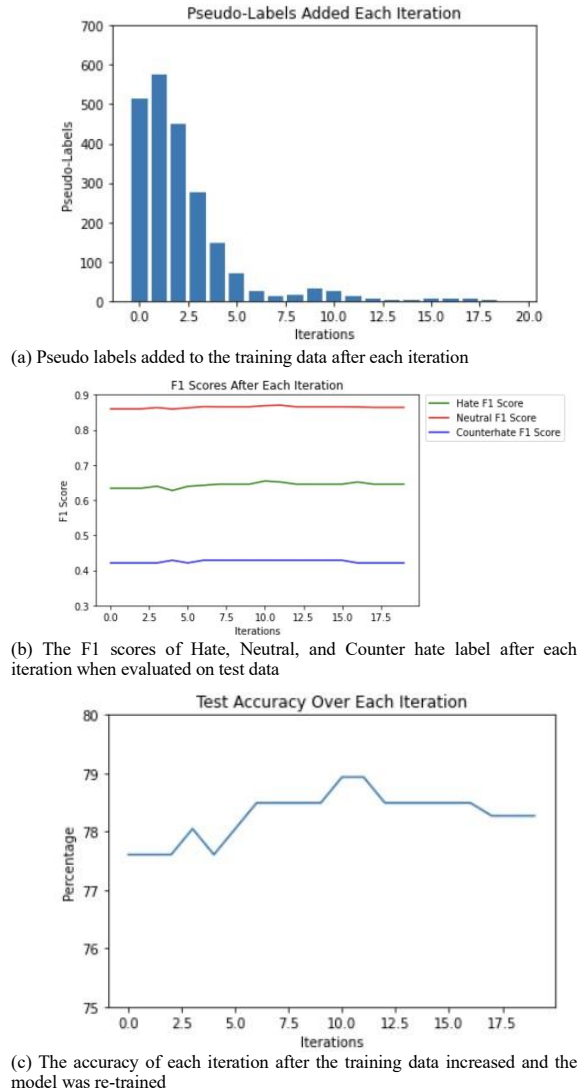 Pseudo-Labels Added Each Iteration
700
600
500
400
300
200
100
0
Pseudo-Labels
0.0 2.5 5.0 7.5 10.0 12.5 15.0 17.5 20.0
Iterations
(a) Pseudo labels added to the training data after each iteration
F1 Scores After Each Iteration
0.9
0.8
0.7
0.6
0.5
0.4
0.3
F1 Score
0.0 2.5 5.0 7.5 10.0 12.5 15.0 17.5
Iterations
Hate F1 Score
Neutral F1 Score
Counterhate F1 Score
(b) The F1 scores of Hate, Neutral, and Counter hate label after each
iteration when evaluated on test data
Test Accuracy Over Each Iteration
80
79
78
77
76
75
Percentage
0.0 2.5 5.0 7.5 10.0 12.5 15.0 17.5
Iterations
(c) The accuracy of each iteration after the training data increased and the
model was re-trained